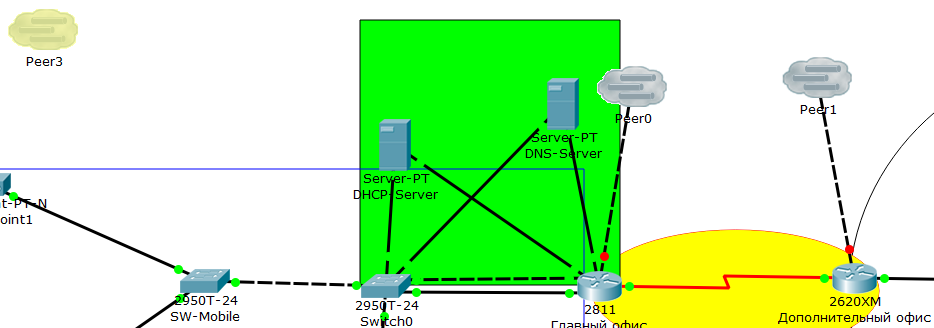 Peer3
Peer0
Peer1
Server-PT
DNS-Server
Server-PT
DHCP-Server
t-PT-N
oint1
2950T-24
SW-Mobile
2950T-24
Switch0
2811
Главный офис
2620XM
Дополнительный офис